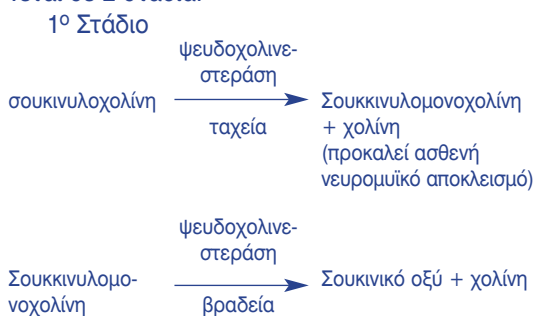 1ο Στάδιο
ψευδοχολινε-
στεράση
σουκινυλοχολίνη
ταχεία
Σουκκινυλομονοχολίνη
+ χολίνη
(προκαλεί ασθενή
νευρομυϊκό αποκλεισμό)
ψευδοχολινε-
στεράση
Σουκκινυλομο-
νοχολίνη
βραδεία
Σουκινικό οξύ + χολίνη